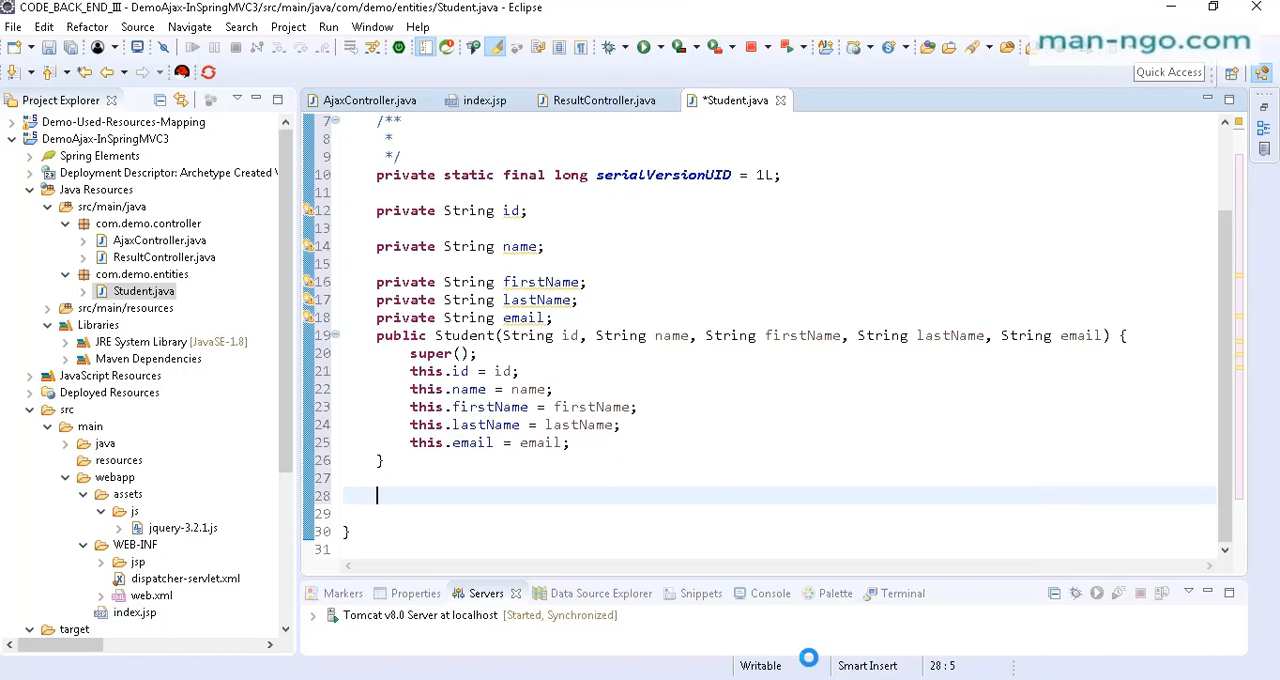 CODE_BACK_END_III - DemoAjax-InSpringMVC3/src/main/java/com/demo/entities/Student.java - Eclipse
File Edit Refactor Source Navigate Search Project Run Window Help
man-ngo.com
Quick Access
Project Explorer
AjaxController.java index.jsp ResultController.java *Student.java
Demo-Used-Resources-Mapping
DemoAjax-InSpringMVC3
Spring Elements
Deployment Descriptor: Archetype Created V
Java Resources
src/main/java
com.demo.controller
AjaxController.java
ResultController.java
com.demo.entities
Student.java
src/main/resources
Libraries
JRE System Library [JavaSE-1.8]
Maven Dependencies
JavaScript Resources
Deployed Resources
src
main
java
resources
webapp
assets
js
jquery-3.2.1.js
WEB-INF
jsp
dispatcher-servlet.xml
web.xml
index.jsp
target
7 /**
8 *
9 */
10 private static final long serialVersionUID = 1L;
11
12 private String id;
13
14 private String name;
15
16 private String firstName;
17 private String lastName;
18 private String email;
19 public Student(String id, String name, String firstName, String lastName, String email) {
20 super();
21 this.id = id;
22 this.name = name;
23 this.firstName = firstName;
24 this.lastName = lastName;
25 this.email = email;
26 }
27
28
29
30 }
31
Markers Properties Servers Data Source Explorer Snippets Console Palette Terminal
Tomcat v8.0 Server at localhost [Started, Synchronized]
Writable Smart Insert 28 : 5